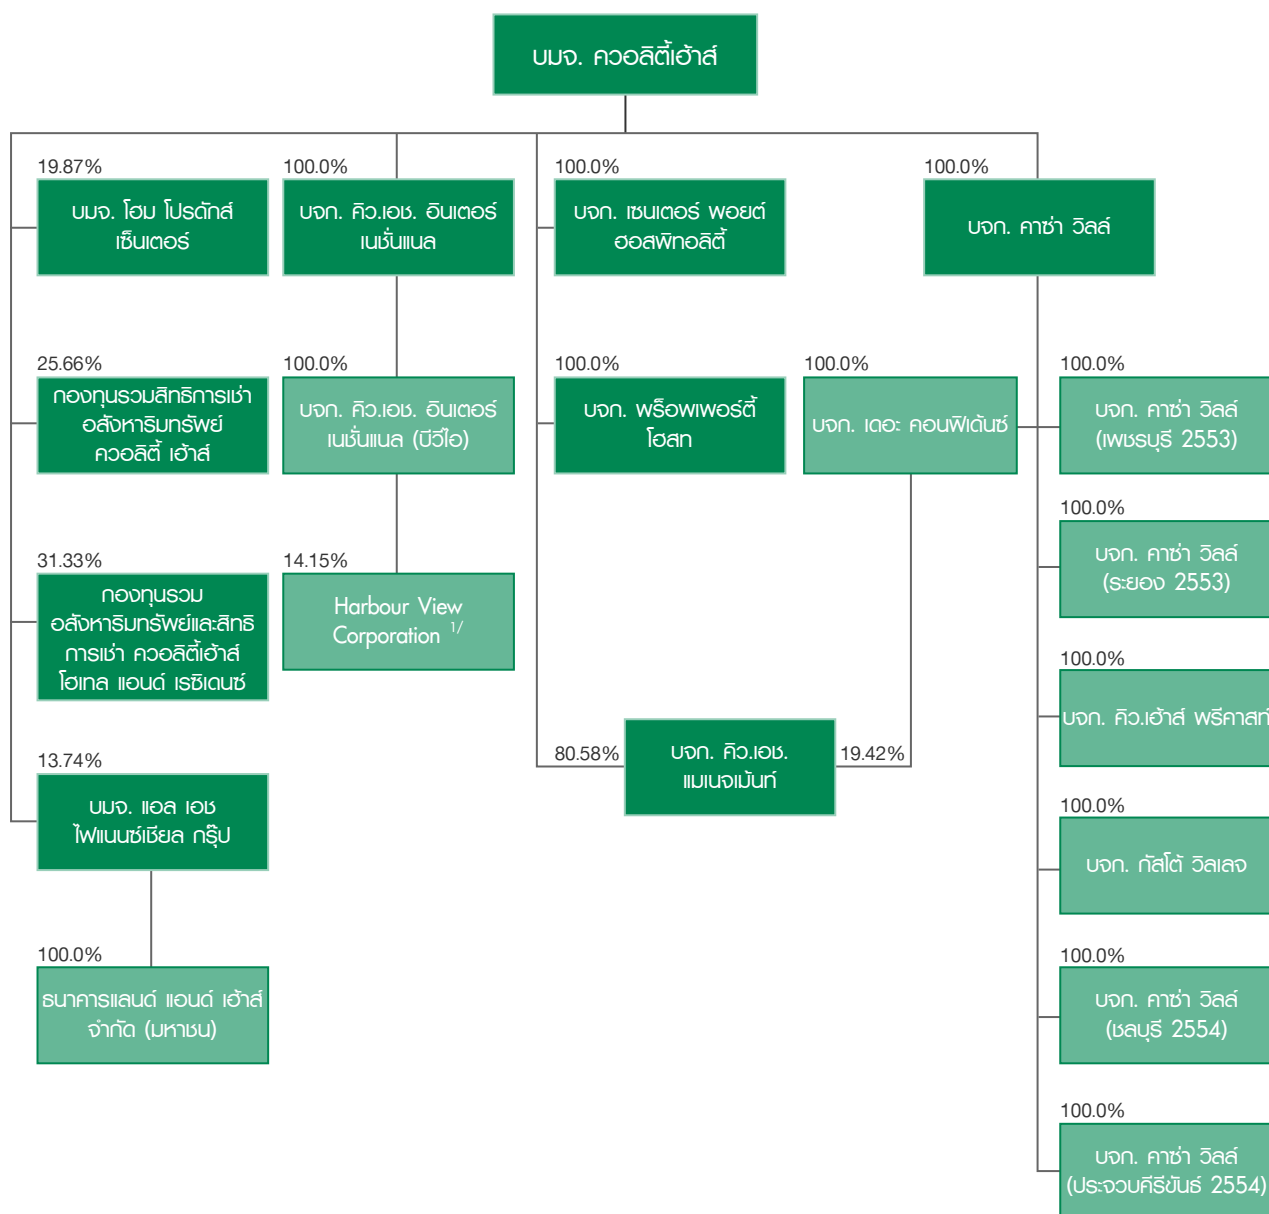 บมจ. ควอลิตี้เฮ้าส์
19.87%
บมจ. โฮม โปรดักส์
เซ็นเตอร์
100.0%
บจก. คิว.เอช. อินเตอร์
เนชั่นแนล
100.0%
บจก. เซนเตอร์ พอยต์
ฮอสพิทอลิตี้
100.0%
บจก. คาซ่า วิลล์
25.66%
กองทุนรวมสิทธิการเช่า
อสังหาริมทรัพย์
ควอลิตี้ เฮ้าส์
100.0%
บจก. คิว.เอช. อินเตอร์
เนชั่นแนล (บีวีไอ)
100.0%
บจก. พร็อพเพอร์ตี้
โฮสท
100.0%
บจก. เดอะ คอนฟิเด้นซ์
100.0%
บจก. คาซ่า วิลล์
(เพชรบุรี 2553)
100.0%
บจก. คาซ่า วิลล์
(ระยอง 2553)
31.33%
กองทุนรวม
อสังหาริมทรัพย์และสิทธิ
การเช่า ควอลิตี้เฮ้าส์
โฮเทล แอนด์ เรซิเดนซ์
14.15%
Harbour View
Corporation 1/
100.0%
บจก. คิว.เฮ้าส์ พรีคาสท์
80.58%
บจก. คิว.เอช.
แมเนจเม้นท์
19.42%
13.74%
บมจ. แอล เอช
ไฟแนนซ์เชียล กรุ๊ป
100.0%
บจก. กัสโต้ วิลเลจ
100.0%
ธนาคารแลนด์ แอนด์ เฮ้าส์
จำกัด (มหาชน)
100.0%
บจก. คาซ่า วิลล์
(ชลบุรี 2554)
100.0%
บจก. คาซ่า วิลล์
(ประจวบคีรีขันธ์ 2554)